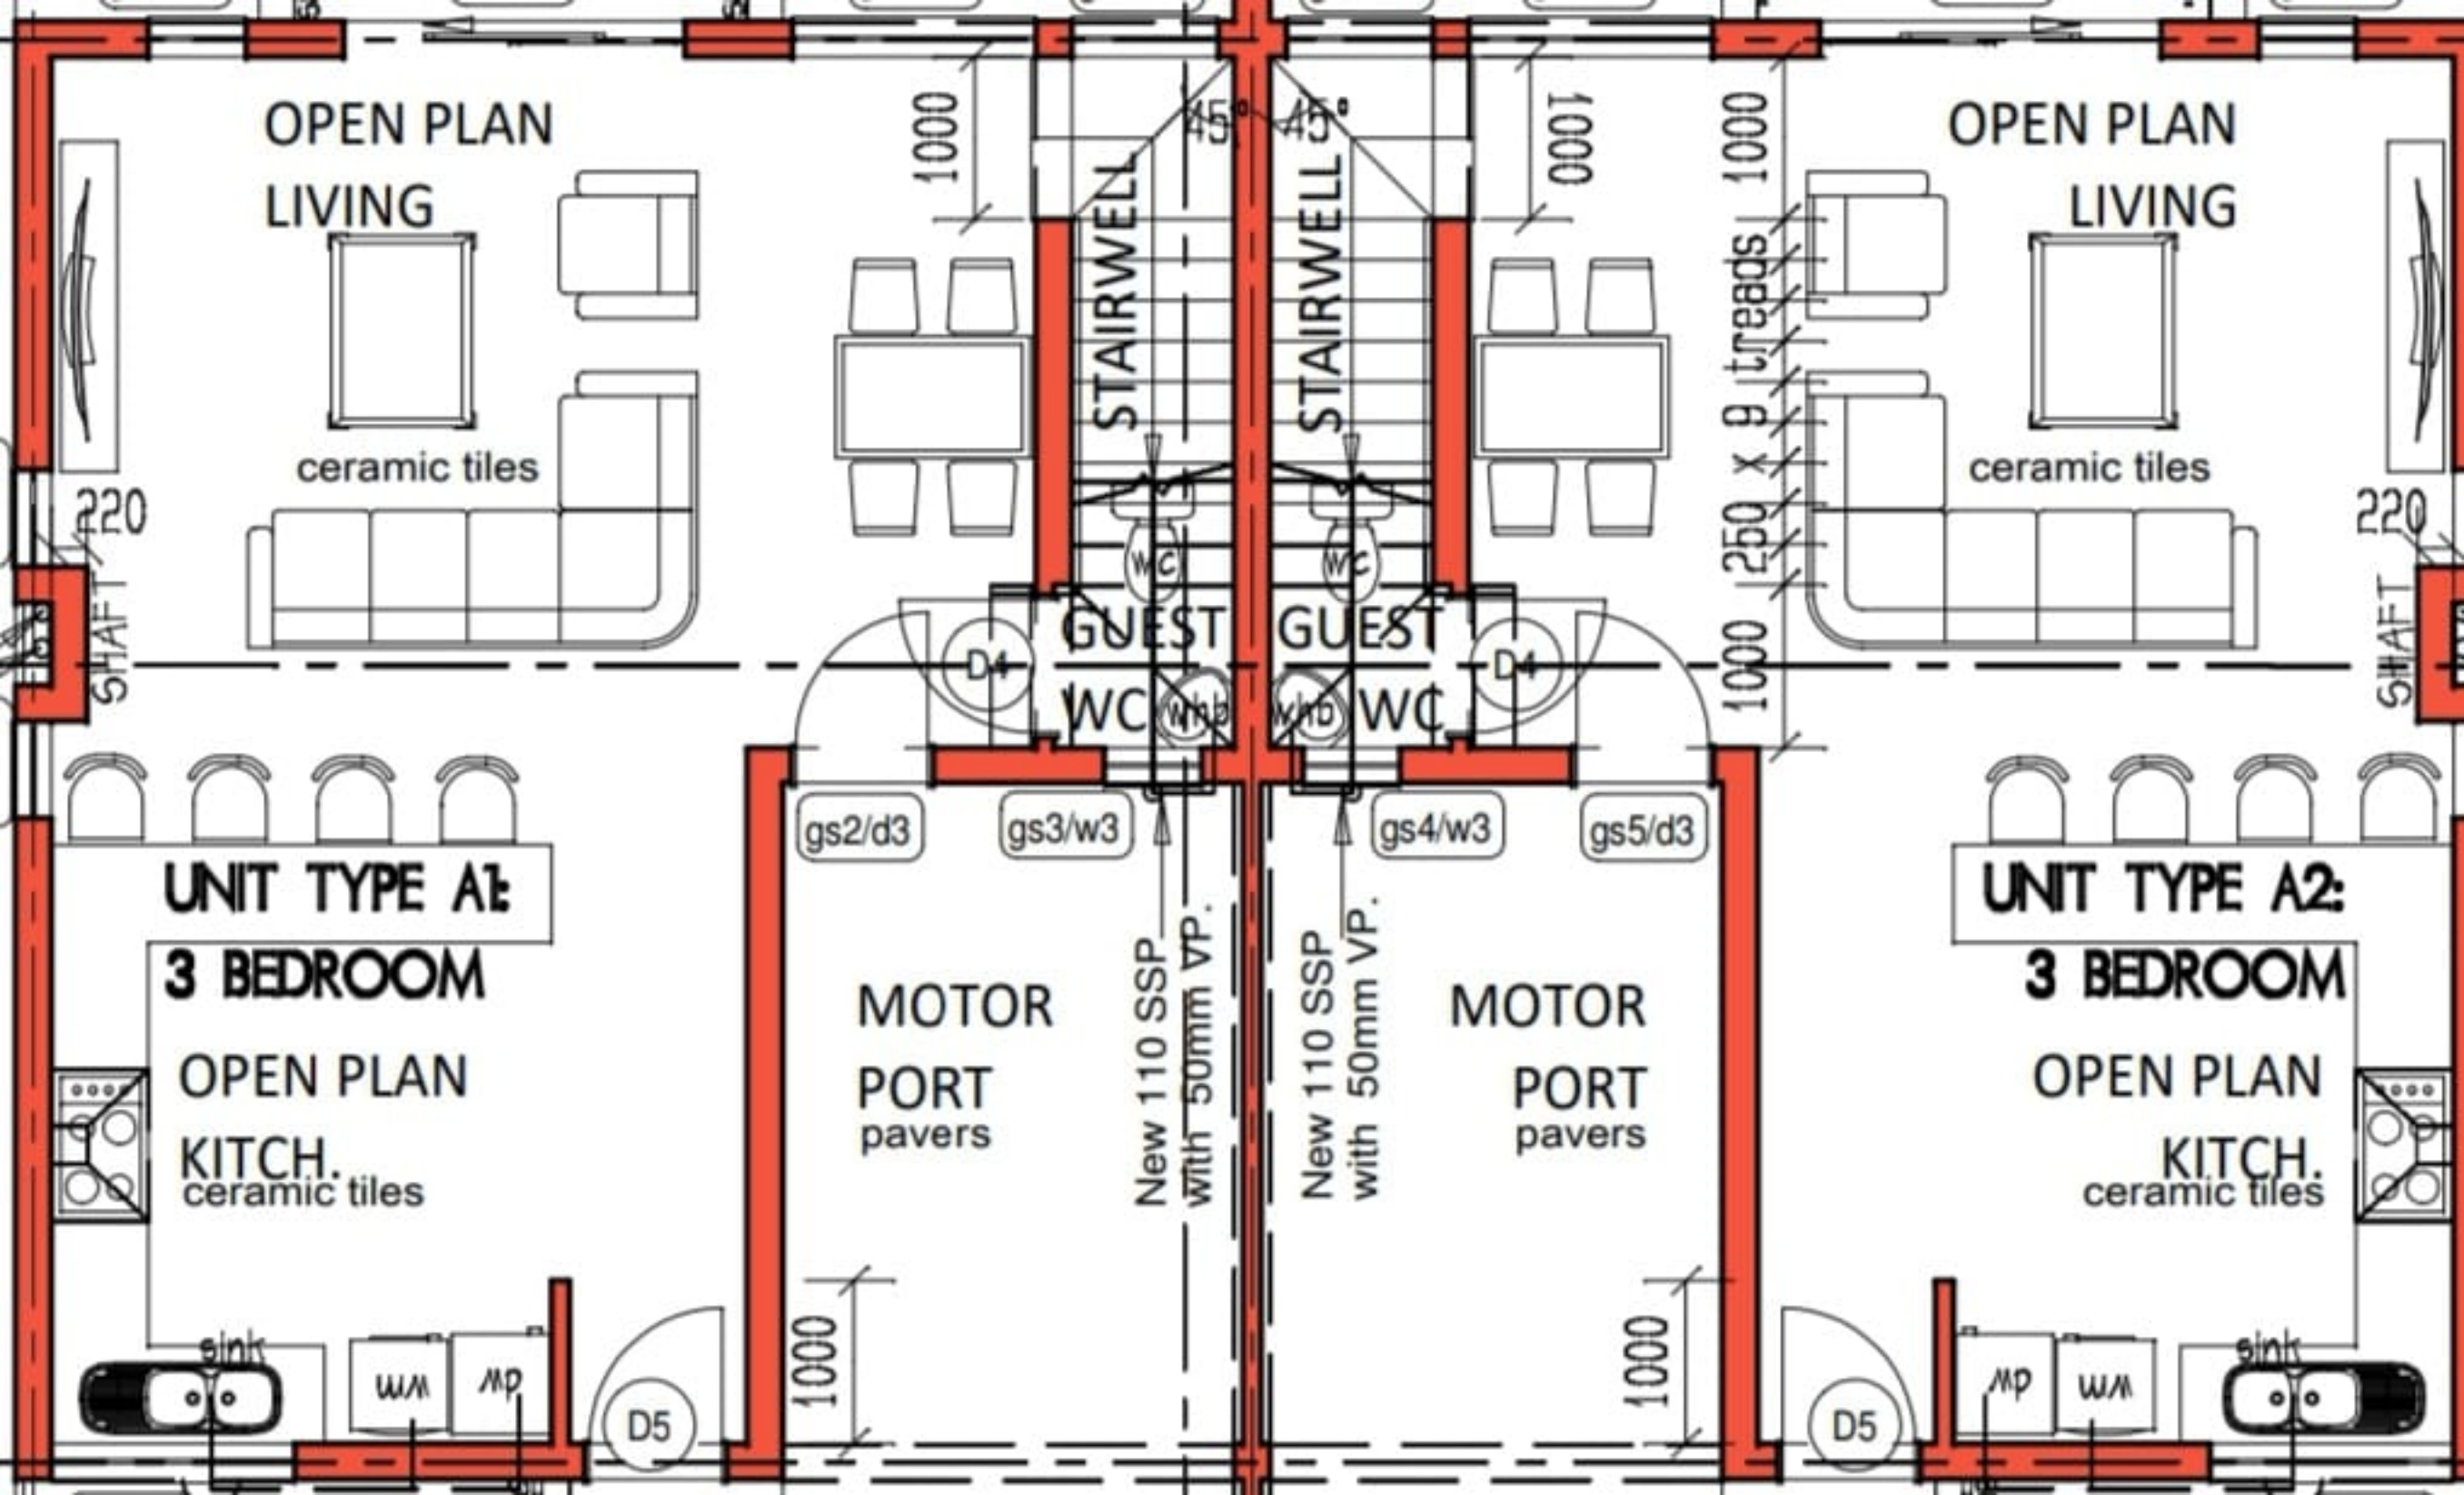 OPEN PLAN
LIVING
1000
45°
45°
1000
1000
OPEN PLAN
LIVING
STAIRWELL
STAIRWELL
250 x 9 treads
ceramic tiles
ceramic tiles
220
220
SHAFT
wc
wc
SHAFT
D4
GUEST
WC
whb
GUEST
WC
whb
D4
1000
gs2/d3
gs3/w3
gs4/w3
gs5/d3
UNIT TYPE A1:
3 BEDROOM
UNIT TYPE A2:
3 BEDROOM
OPEN PLAN
KITCH.
ceramic tiles
MOTOR
PORT
pavers
New 110 SSP
with 50mm VP.
New 110 SSP
with 50mm VP.
MOTOR
PORT
pavers
OPEN PLAN
KITCH.
ceramic tiles
sink
wm
dw
D5
1000
1000
D5
dw
wm
sink